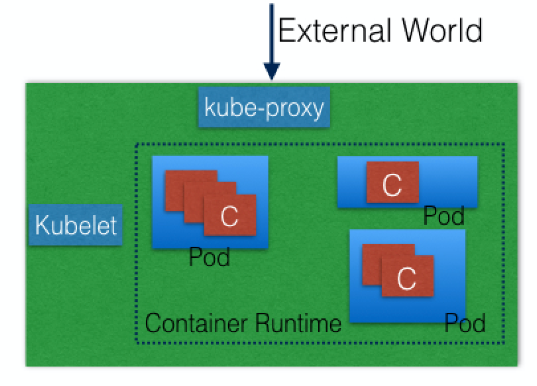 External World
kube-proxy
C
Pod
Kubelet
C
Pod
C
Pod
Container Runtime